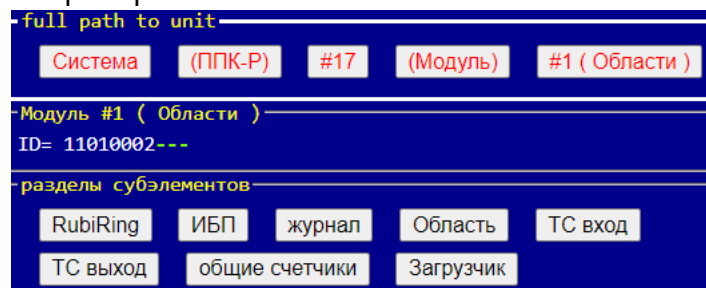 full path to unit
Система (ППК-Р) #17 (Модуль) #1 ( Области )
Модуль #1 ( Области )
ID= 11010002---
разделы субэлементов
RubiRing ИБП журнал Область ТС вход
ТС выход общие счетчики Загрузчик